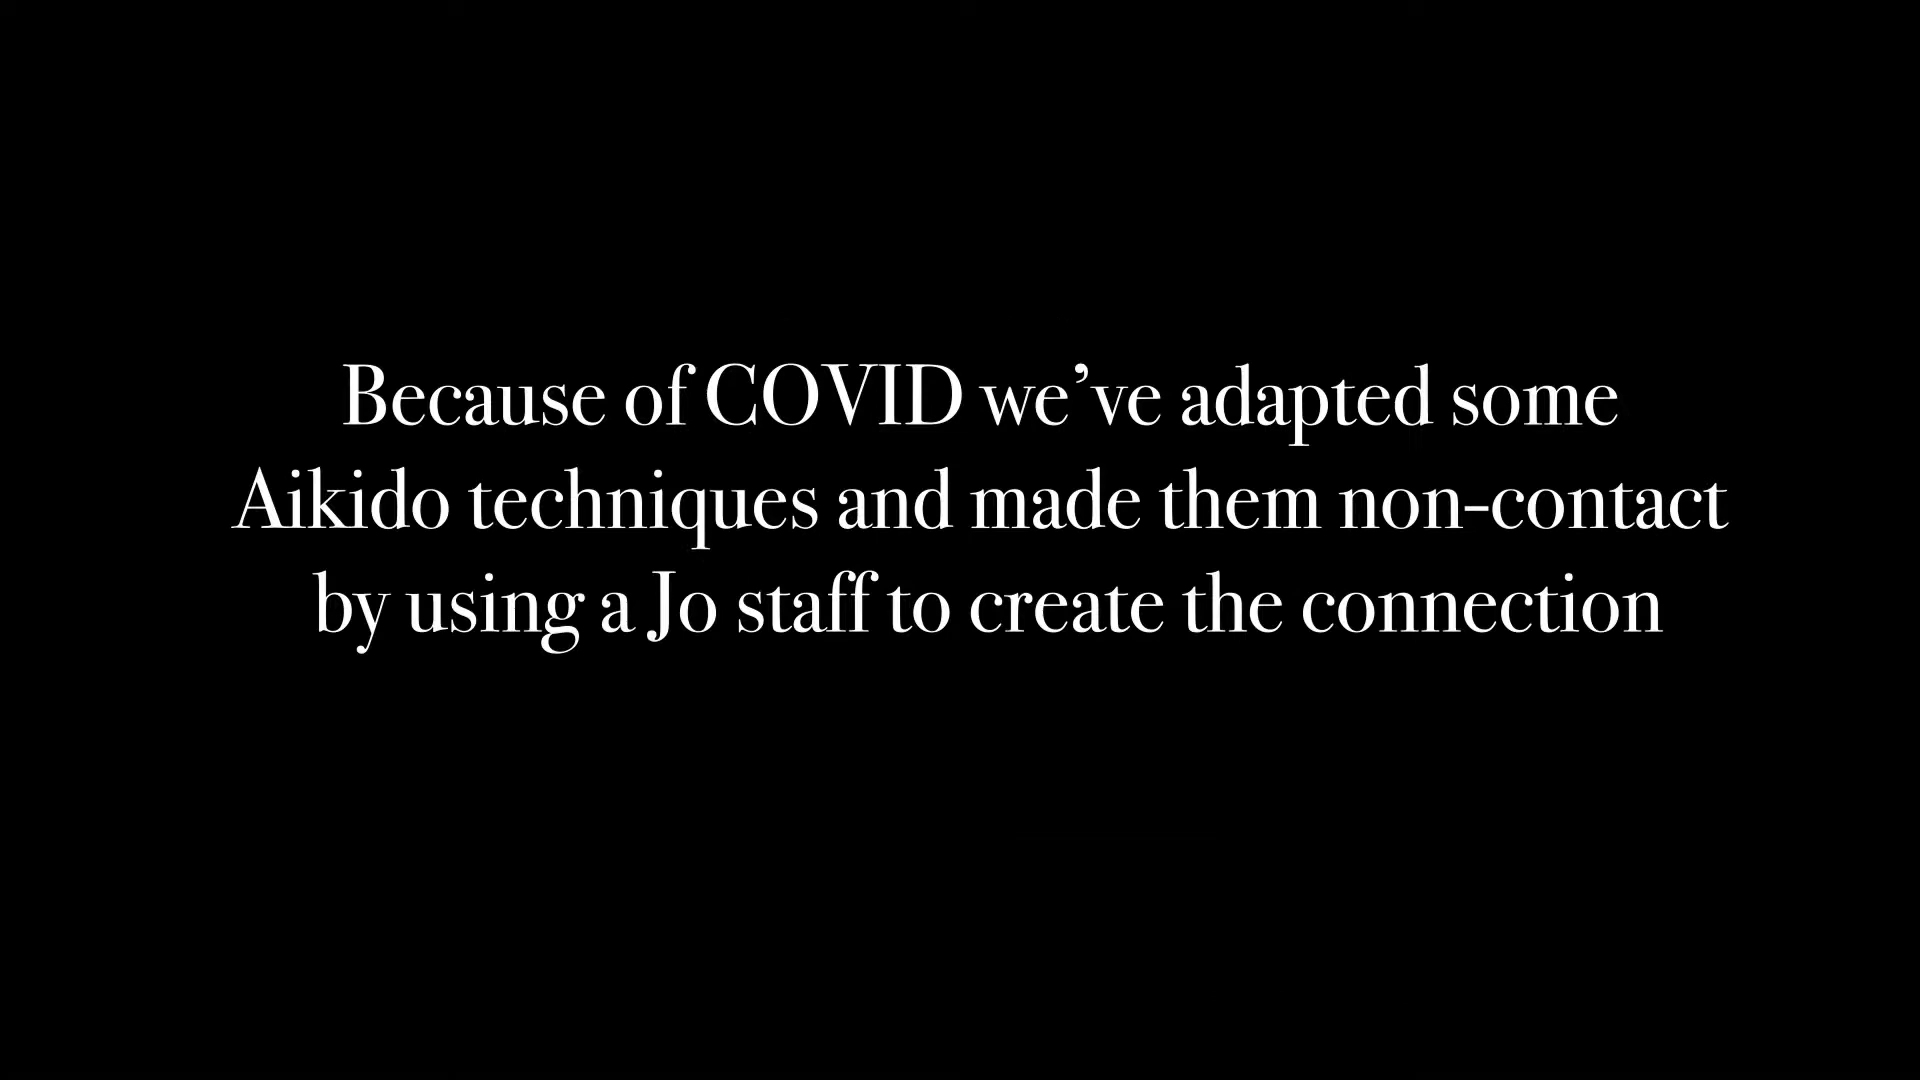 Because of COVID we’ve adapted some
Aikido techniques and made them non-contact
by using a Jo staff to create the connection